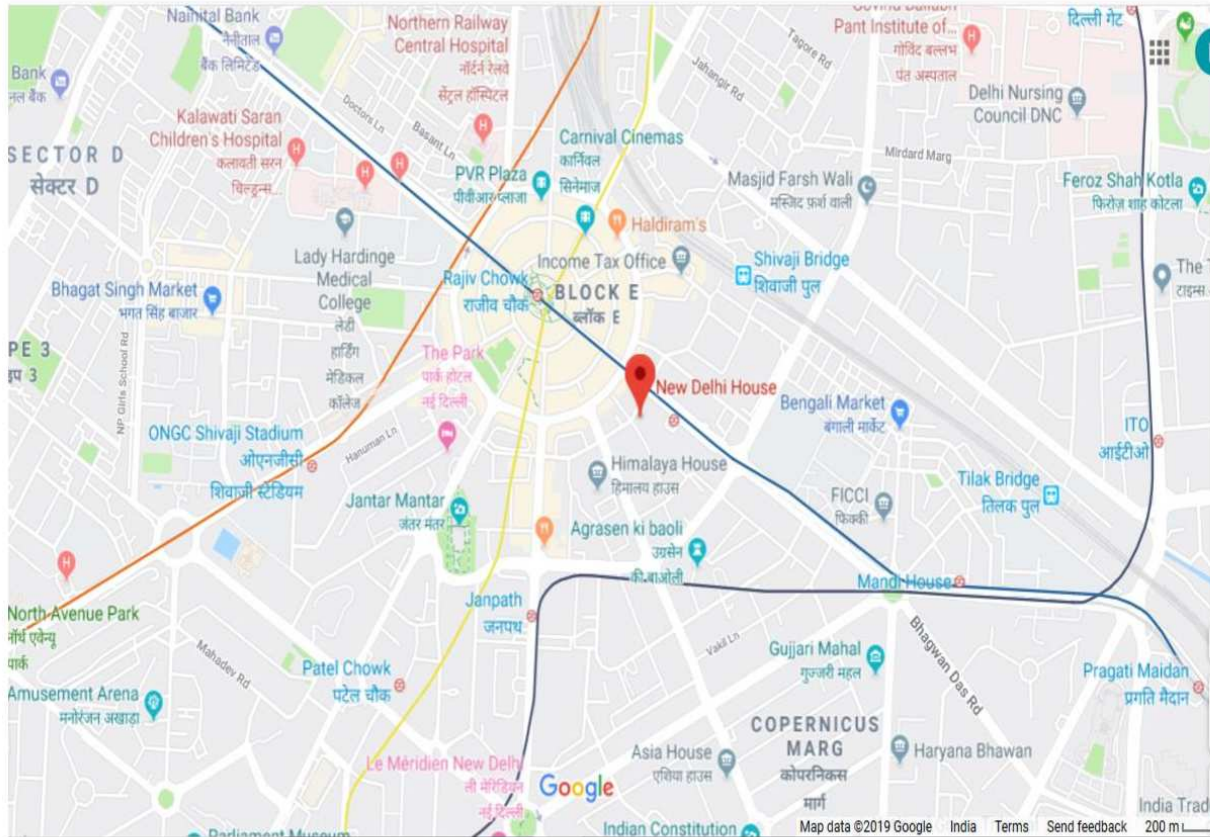 Nainital Bank
नैनीताल
बैंक लिमिटेड
Bank
नल बैंक
Northern Railway
Central Hospital
नॉर्दर्न रेलवे
सेंट्रल हॉस्पिटल
Pant Institute of...
गोविंद बल्लभ
पंत अस्पताल
दिल्ली गेट
Tagore Rd
Jahangir Rd
Delhi Nursing
Council DNC
Doctors Ln
Basant Ln
Kalawati Saran
Children's Hospital
कलावती सरन
चिल्ड्रन्स...
SECTOR D
सेक्टर D
Carnival Cinemas
कार्निवल
सिनेमाज
PVR Plaza
पीवीआर प्लाजा
Mirdard Marg
Masjid Farsh Wali
मस्जिद फ़र्श वाली
Feroz Shah Kotla
फिरोज़ शाह कोटला
Haldiram's
Lady Hardinge
Medical
College
लेडी
हार्डिंग
मेडिकल
कॉलेज
Income Tax Office
Shivaji Bridge
शिवाजी पुल
The T
टाइम्स
Rajiv Chowk
राजीव चौक
BLOCK E
ब्लॉक E
Bhagat Singh Market
भगत सिंह बाजार
PE 3
इप 3
NP Girls School Rd
The Park
पार्क होटल
नई दिल्ली
New Delhi House
Bengali Market
बंगाली मार्केट
ITO
आईटीओ
ONGC Shivaji Stadium
ओएनजीसी
शिवाजी स्टेडियम
Hanuman Ln
Himalaya House
हिमालय हाउस
FICCI
फिक्की
Tilak Bridge
तिलक पुल
Jantar Mantar
जंतर मंतर
Agrasen ki baoli
उग्रसेन
की बाओली
Mandi House
North Avenue Park
नॉर्थ एवेन्यू
पार्क
Janpath
जनपथ
Mahadev Rd
Vakil Ln
Bhagwan Das Rd
Gujjari Mahal
गुज्जरी महल
Pragati Maidan
प्रगति मैदान
Patel Chowk
पटेल चौक
Amusement Arena
मनोरंजन अखाड़ा
COPERNICUS
MARG
कोपरनिकस
मार्ग
Haryana Bhawan
Asia House
एशिया हाउस
Le Méridien New Delh
ली मेरिडियन
नई दिल्ली
Google
India Trad
Parliament Museum
Indian Constitution
Map data ©2019 Google India Terms Send feedback 200 m